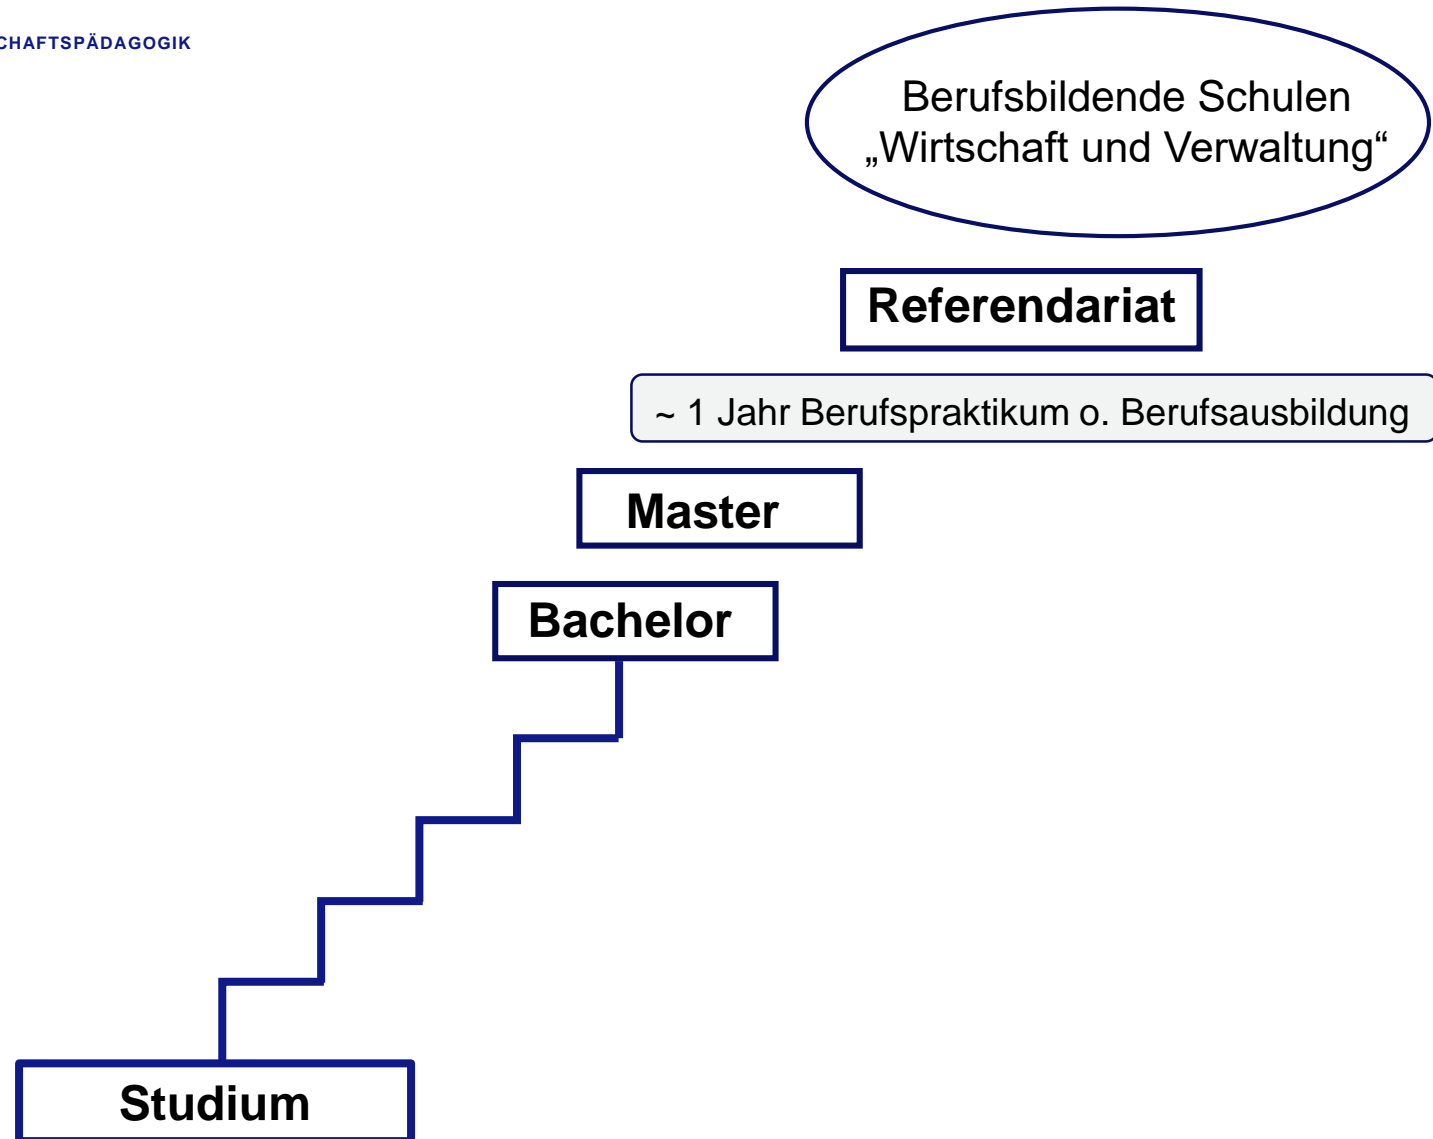 CHAFTSPÄDAGOGIK
Berufsbildende Schulen
„Wirtschaft und Verwaltung“
Referendariat
~ 1 Jahr Berufspraktikum o. Berufsausbildung
Master
Bachelor
Studium